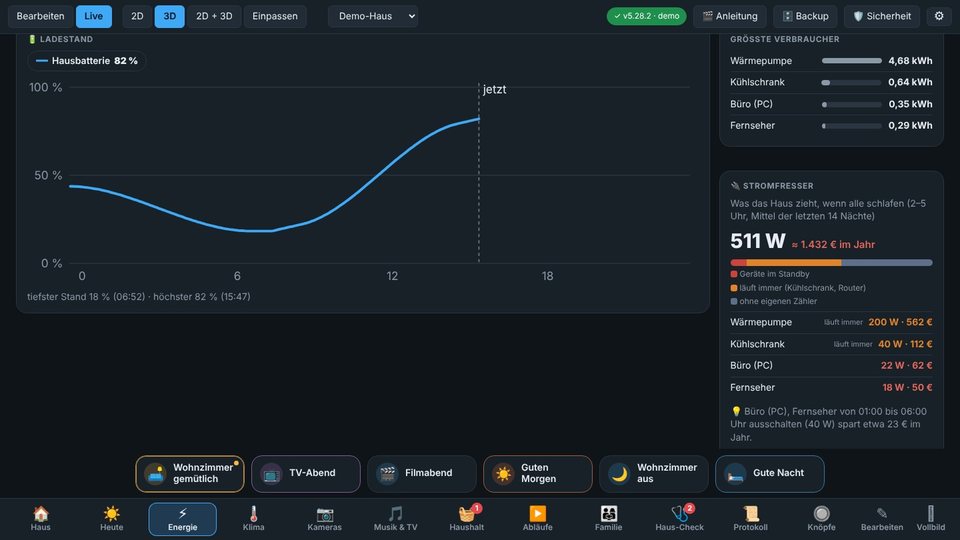 Bearbeiten Live 2D 3D 2D + 3D Einpassen Demo-Haus ✓ v5.28.2 · demo Anleitung Backup Sicherheit
LADESTAND
Hausbatterie 82 %
100 %
jetzt
50 %
0 %
0 6 12 18
tiefster Stand 18 % (06:52) · höchster 82 % (15:47)
GRÖSSTE VERBRAUCHER
Wärmepumpe 4,68 kWh
Kühlschrank 0,64 kWh
Büro (PC) 0,35 kWh
Fernseher 0,29 kWh
STROMFRESSER
Was das Haus zieht, wenn alle schlafen (2–5
Uhr, Mittel der letzten 14 Nächte)
511 W ≈ 1.432 € im Jahr
Geräte im Standby
läuft immer (Kühlschrank, Router)
ohne eigenen Zähler
Wärmepumpe läuft immer 200 W · 562 €
Kühlschrank läuft immer 40 W · 112 €
Büro (PC) 22 W · 62 €
Fernseher 18 W · 50 €
Büro (PC), Fernseher von 01:00 bis 06:00
Uhr ausschalten (40 W) spart etwa 23 € im
Jahr.
Wohnzimmer
gemütlich
TV-Abend
Filmabend
Guten
Morgen
Wohnzimmer
aus
Gute Nacht
Haus Heute Energie Klima Kameras Musik & TV Haushalt 1 Abläufe Familie Haus-Check 2 Protokoll Knöpfe Bearbeiten Vollbild